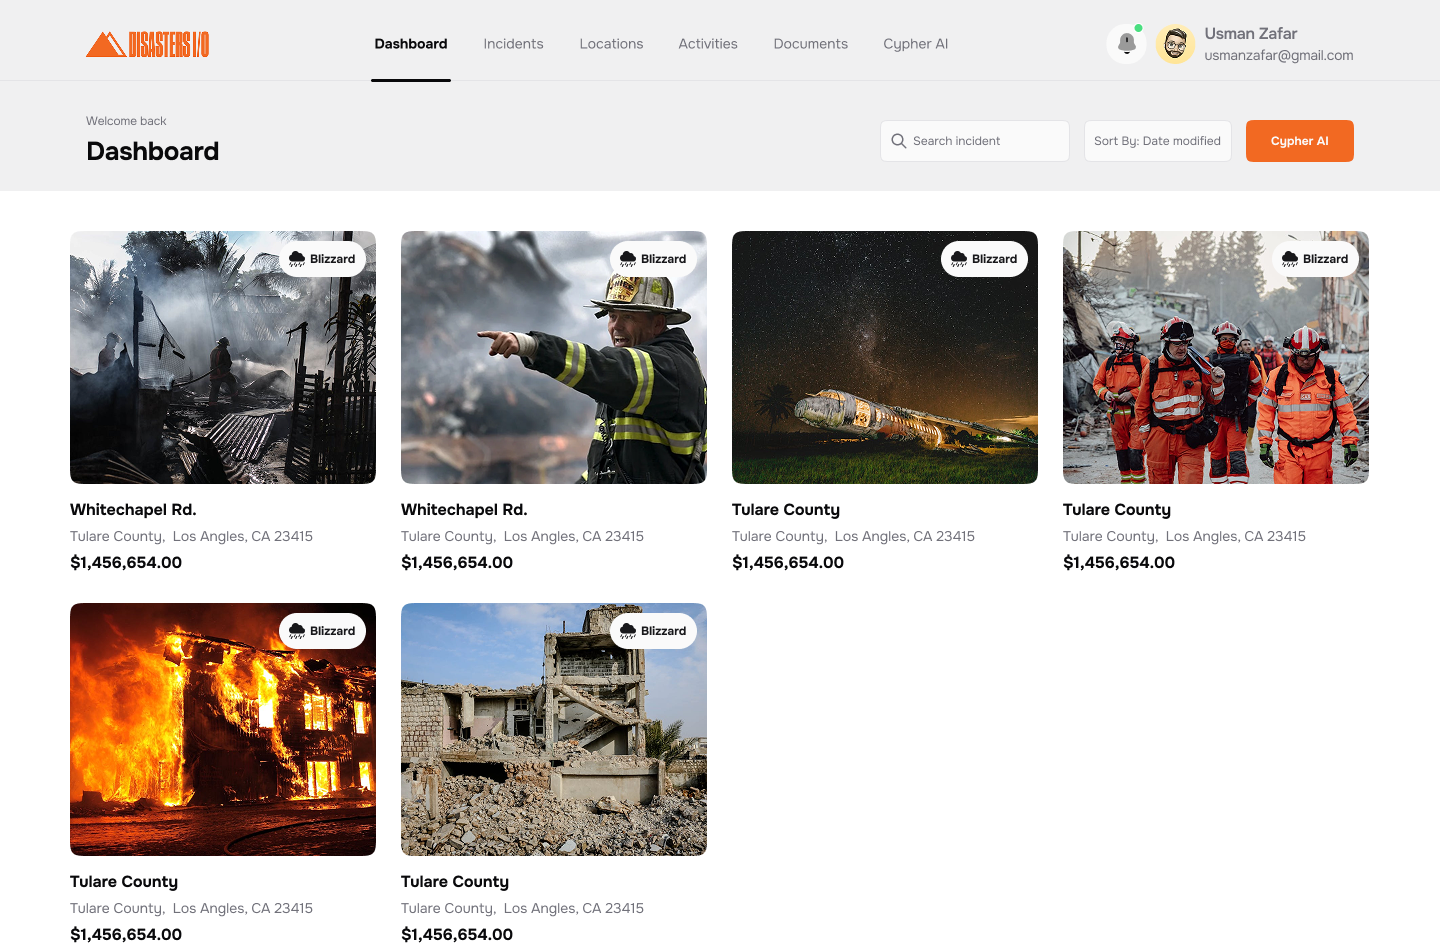 DISASTERS I/O
Dashboard
Incidents
Locations
Activities
Documents
Cypher AI
Usman Zafar
usmanzafar@gmail.com
Welcome back
Dashboard
Search incident
Sort By: Date modified
Cypher AI
Blizzard
Blizzard
CHIEF
Blizzard
Blizzard
Whitechapel Rd.
Tulare County,  Los Angles, CA 23415
$1,456,654.00
Whitechapel Rd.
Tulare County,  Los Angles, CA 23415
$1,456,654.00
Tulare County
Tulare County,  Los Angles, CA 23415
$1,456,654.00
Tulare County
Tulare County,  Los Angles, CA 23415
$1,456,654.00
Blizzard
Blizzard
Tulare County
Tulare County,  Los Angles, CA 23415
$1,456,654.00
Tulare County
Tulare County,  Los Angles, CA 23415
$1,456,654.00